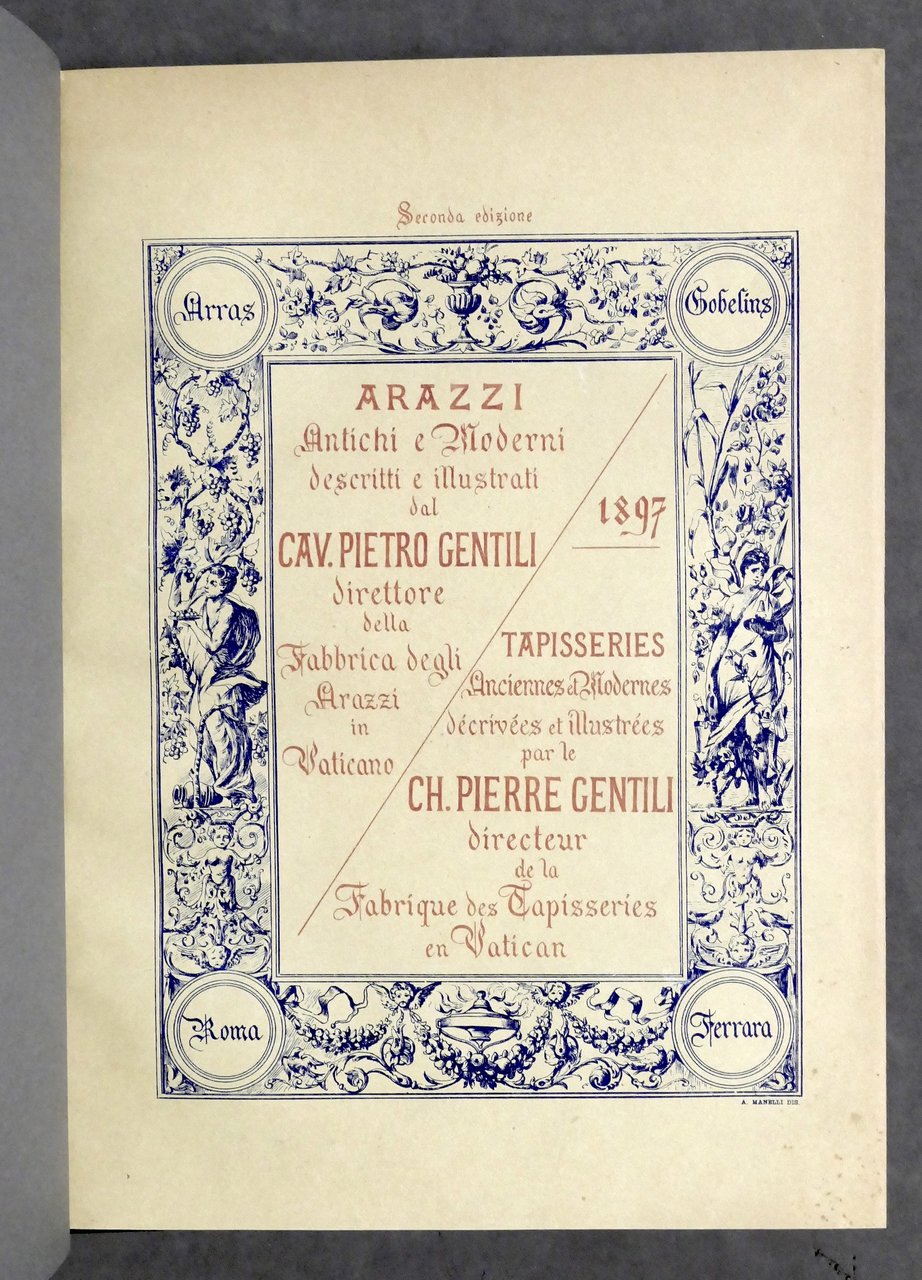 Seconda edizione
Arras
Gobelins
ARAZZI
Antichi e Moderni
descritti e illustrati
dal
CAV. PIETRO GENTILI
direttore
della
Fabbrica degli
Arazzi
in
Vaticano
1897
TAPISSERIES
Anciennes et Modernes
décrivées et illustrées
par le
CH. PIERRE GENTILI
directeur
de la
Fabrique des Tapisseries
en Vatican
Roma
Ferrara
A. MANELLI DIS.